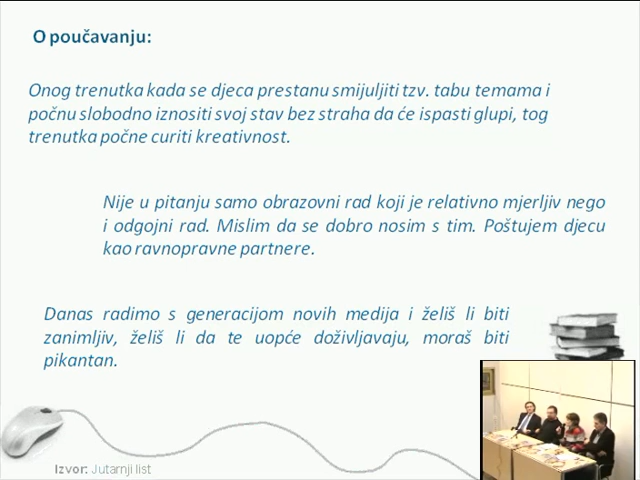 O poučavanju:
Onog trenutka kada se djeca prestanu smijuljiti tzv. tabu temama i
počnu slobodno iznositi svoj stav bez straha da će ispasti glupi, tog
trenutka počne curiti kreativnost.
Nije u pitanju samo obrazovni rad koji je relativno mjerljiv nego
i odgojni rad. Mislim da se dobro nosim s tim. Poštujem djecu
kao ravnopravne partnere.
Danas radimo s generacijom novih medija i želiš li biti
zanimljiv, želiš li da te uopće doživljavaju, moraš biti
pikantan.
Izvor: Jutarnji list